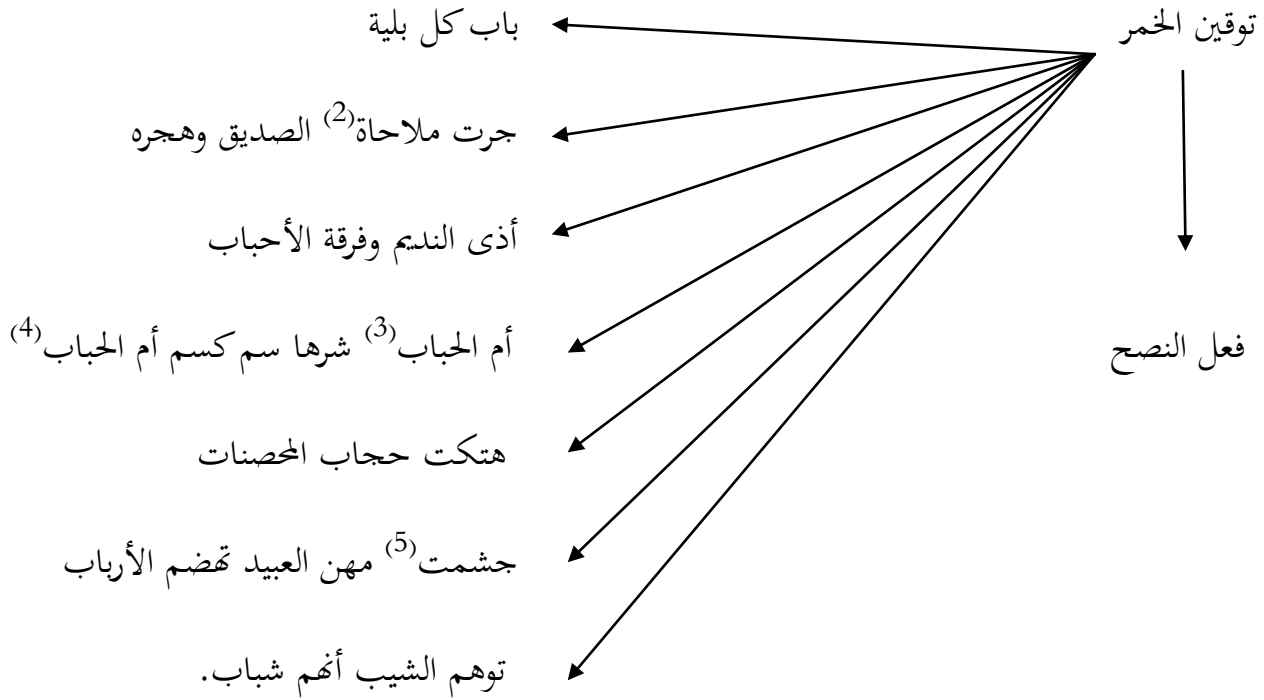 توقين الخمر
باب كل بلية
جرت ملاحاة(2) الصديق وهجره
أذى النديم وفرقة الأحباب
أم الحباب(3) شرها سم كسم أم الحباب(4)
فعل النصح
هتكت حجاب المحصنات
جشمت(5) مهن العبيد تهضم الأرباب
توهم الشيب أنهم شباب.